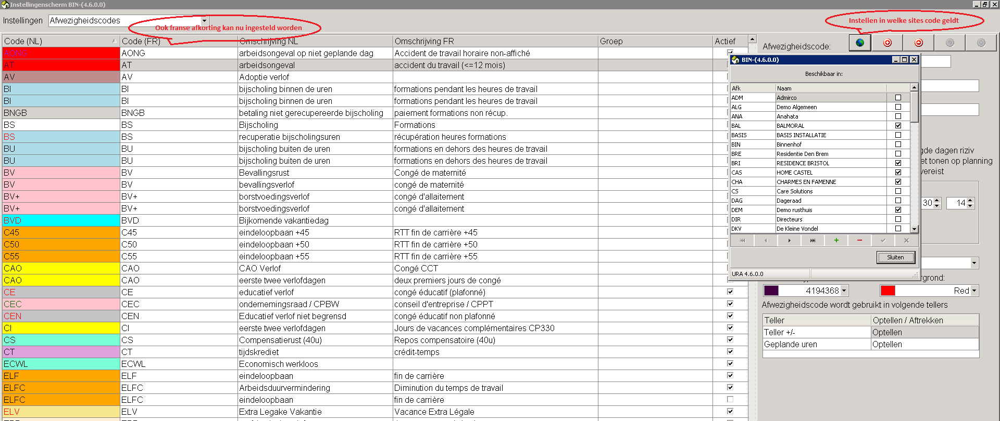 Instellingenscherm BIN-(4.6.0.0)
Instellingen Afwezigheidscodes
Ook franse afkorting kan nu ingesteld worden
Instellen in welke sites code geldt
Code (NL) Code (FR) Omschrijving NL Omschrijving FR Groep Actief
AONG AONG arbeidsongeval op niet geplande dag Accident de travail horaire non-affiché
AT AT arbeidsongeval accident du travail (<=12 mois)
AV AV Adoptie verlof
BI BI bijscholing binnen de uren formations pendant les heures de travail
BI BI bijscholing binnen de uren formations pendant les heures de travail
BNGB BNGB betaling niet gerecupereerde bijscholing paiement formations non récup.
BS BS Bijscholing Formations
BS BS recuperatie bijscholingsuren récupération heures formations
BU BU bijscholing buiten de uren formations en dehors des heures de travail
BU BU bijscholing buiten de uren formations en dehors des heures de travail
BV BV Bevallingsrust Congé de maternité
BV BV bevallingsverlof congé de maternité
BV+ BV+ borstvoedingsverlof congé d'allaitement
BV+ BV+ borstvoedingsverlof congé d'allaitement
BVD BVD Bijkomende vakantiedag
C45 C45 eindeloopbaan +45 RTT fin de carrière +45
C50 C50 eindeloopbaan +50 RTT fin de carrière +50
C55 C55 eindeloopbaan +55 RTT fin de carrière +55
CAO CAO CAO Verlof Congé CCT
CAO CAO eerste twee verlofdagen deux premiers jours de congé
CE CE educatief verlof congé éducatif (plafonné)
CEC CEC ondernemingsraad / CPBW conseil d'entreprise / CPPT
CEN CEN Educatief verlof niet begrensd congé éducatif non plafonné
CI CI eerste twee verlofdagen Jours de vacances complémentaires CP330
CS CS Compensatierust (40u) Repos compensatoire (40u)
CT CT tijdskrediet crédit-temps
ECWL ECWL Economisch werkloos
ELF ELF eindeloopbaan fin de carrière
ELFC ELFC Arbeidsduurvermindering Diminution du temps de travail
ELFC ELFC eindeloopbaan fin de carrière
ELV ELV Extra Legake Vakantie Vacance Extra Légale
Afwezigheidscode:
BIN-(4.6.0.0)
Beschikbaar in:
Afk Naam
ADM Admirco
ALG Demo Algemeen
ANA Anahata
BAL BALMORAL
BASIS BASIS INSTALLATIE
BIN Binnenhof
BRE Residentie Den Brem
BRI RESIDENCE BRISTOL
CAS HOME CASTEL
CHA CHARMES EN FAMENNE
CS Care Solutions
DAG Dageraad
DEM Demo rusthuis
DIR Directeurs
DKV De Kleine Vondel
Sluiten
URA 4.6.0.0
gde dagen riziv
et tonen op planning
vereist
30 14
rgrond:
4194368 Red
Afwezigheidscode wordt gebruikt in volgende tellers
Teller Optellen / Aftrekken
Teller +/- Optellen
Geplande uren Optellen